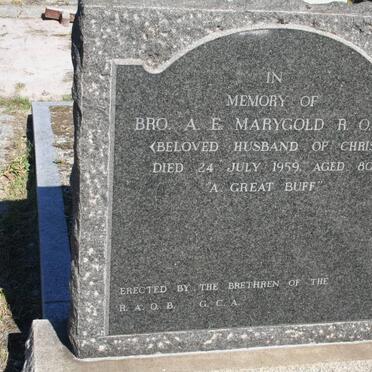 IN
MEMORY OF
BRO. A. E. MARYGOLD R. O.
(BELOVED HUSBAND OF
DIED 24 JULY 1959, AGED 80
"A GREAT BUFF"
ERECTED BY THE BRETHREN OF THE
R. A. O. B. G. C. A.